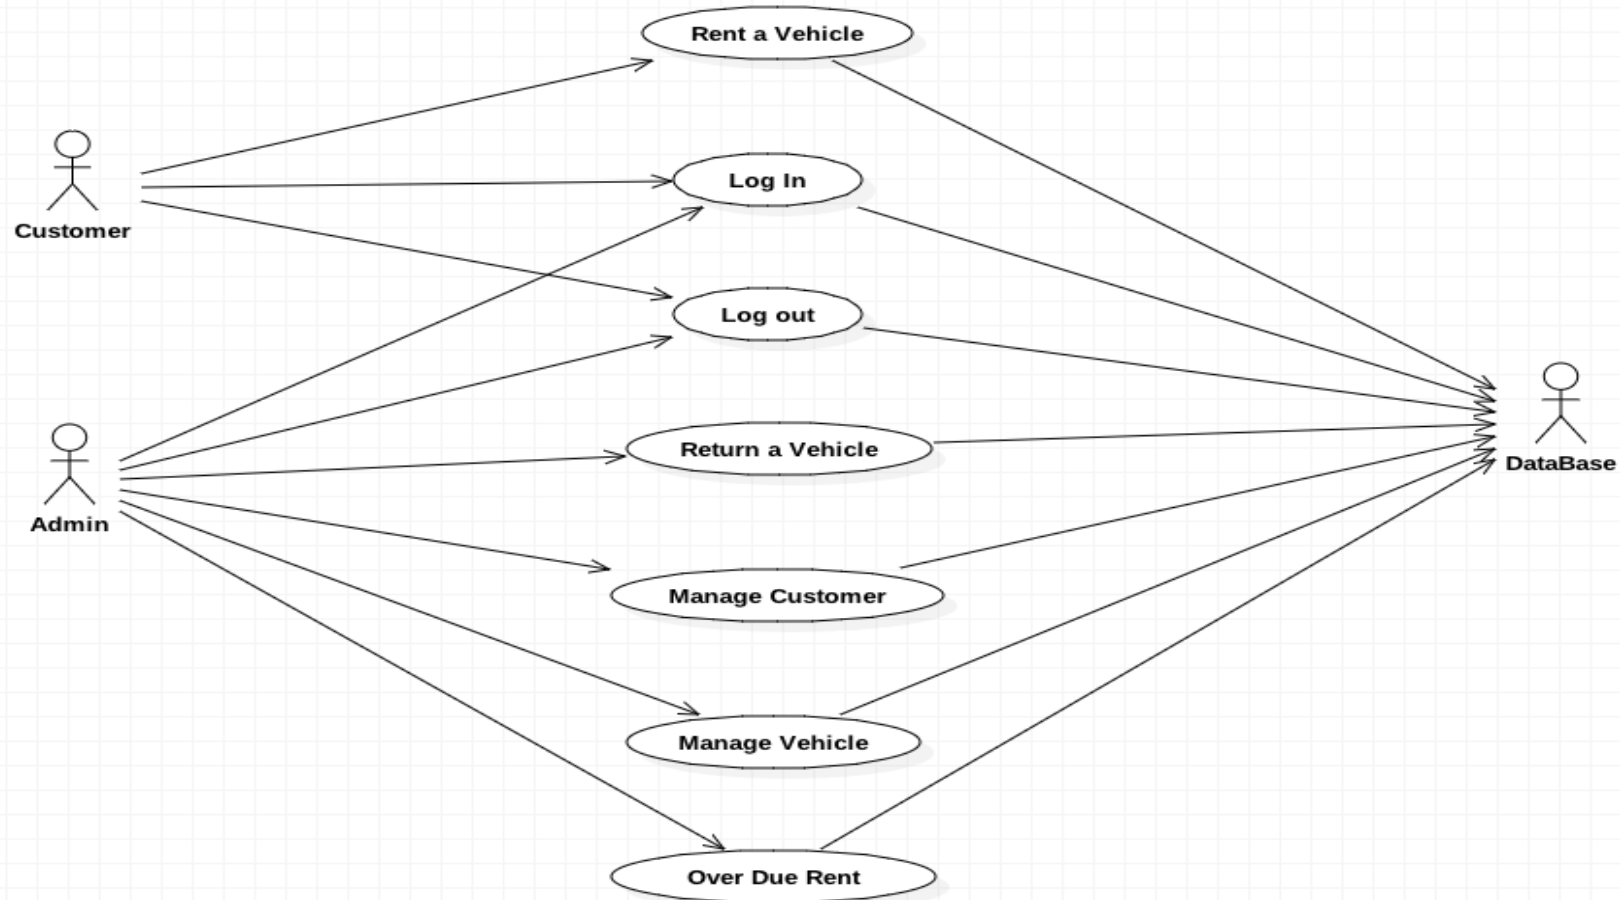 Rent a Vehicle
Log In
Customer
Log out
Return a Vehicle
DataBase
Admin
Manage Customer
Manage Vehicle
Over Due Rent